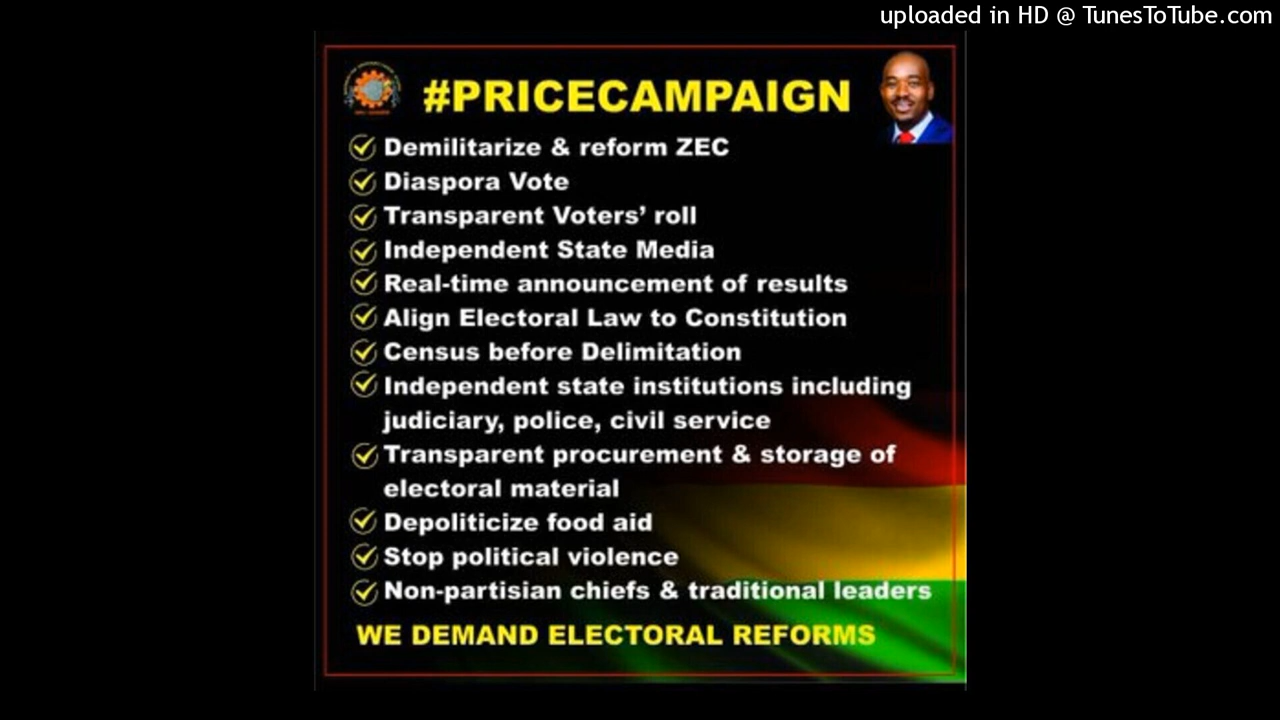 uploaded in HD @ TunesToTube.com
#PRICECAMPAIGN
Demilitarize & reform ZEC
Diaspora Vote
Transparent Voters’ roll
Independent State Media
Real-time announcement of results
Align Electoral Law to Constitution
Census before Delimitation
Independent state institutions including
judiciary, police, civil service
Transparent procurement & storage of
electoral material
Depoliticize food aid
Stop political violence
Non-partisian chiefs & traditional leaders
WE DEMAND ELECTORAL REFORMS